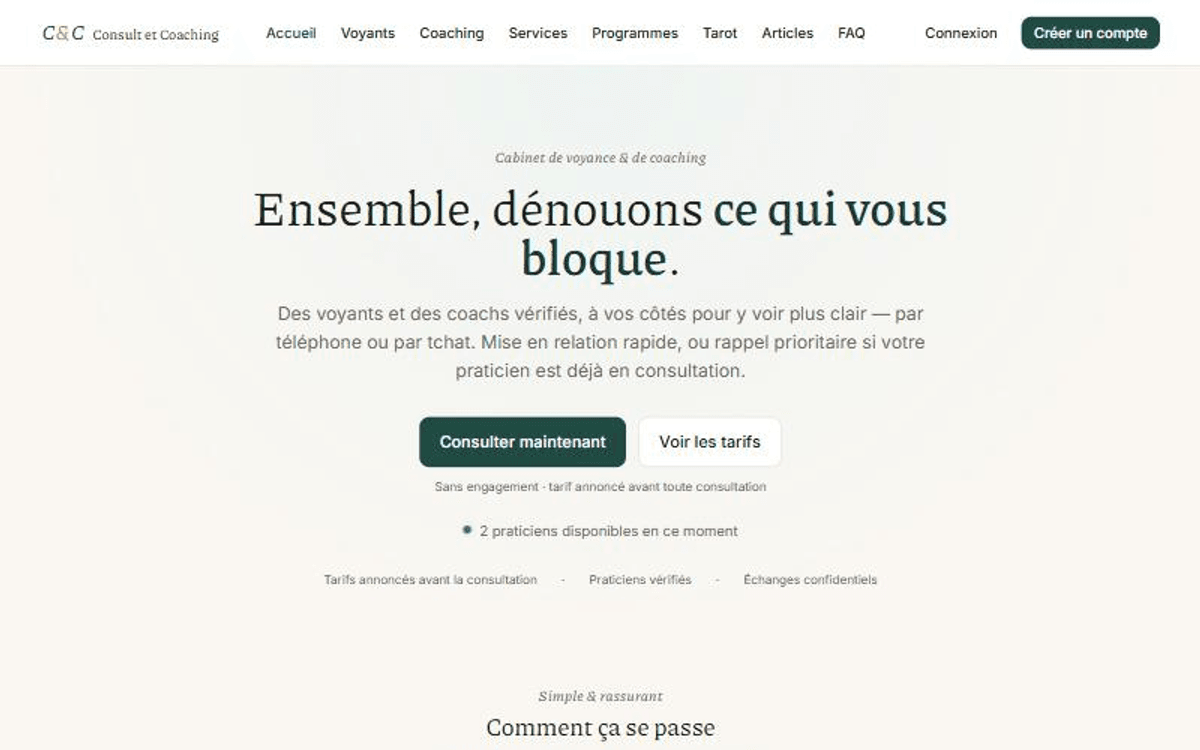 C&C Consult et Coaching
Accueil Voyants Coaching Services Programmes Tarot Articles FAQ Connexion Créer un compte
Cabinet de voyance & de coaching
Ensemble, dénouons ce qui vous
bloque.
Des voyants et des coachs vérifiés, à vos côtés pour y voir plus clair — par
téléphone ou par tchat. Mise en relation rapide, ou rappel prioritaire si votre
praticien est déjà en consultation.
Consulter maintenant Voir les tarifs
Sans engagement · tarif annoncé avant toute consultation
2 praticiens disponibles en ce moment
Tarifs annoncés avant la consultation · Praticiens vérifiés · Échanges confidentiels
Simple & rassurant
Comment ça se passe